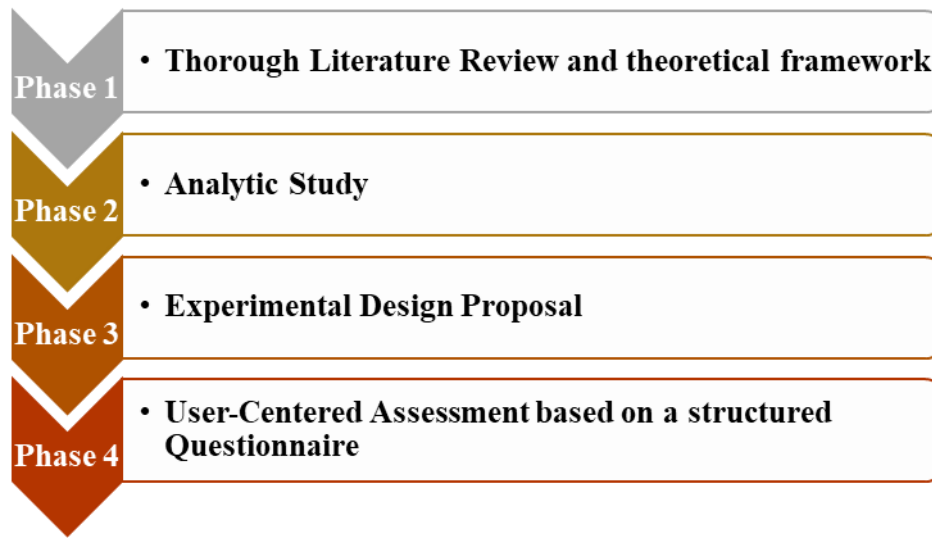 Phase 1
• Thorough Literature Review and theoretical framework
Phase 2
• Analytic Study
Phase 3
• Experimental Design Proposal
Phase 4
• User-Centered Assessment based on a structured
Questionnaire